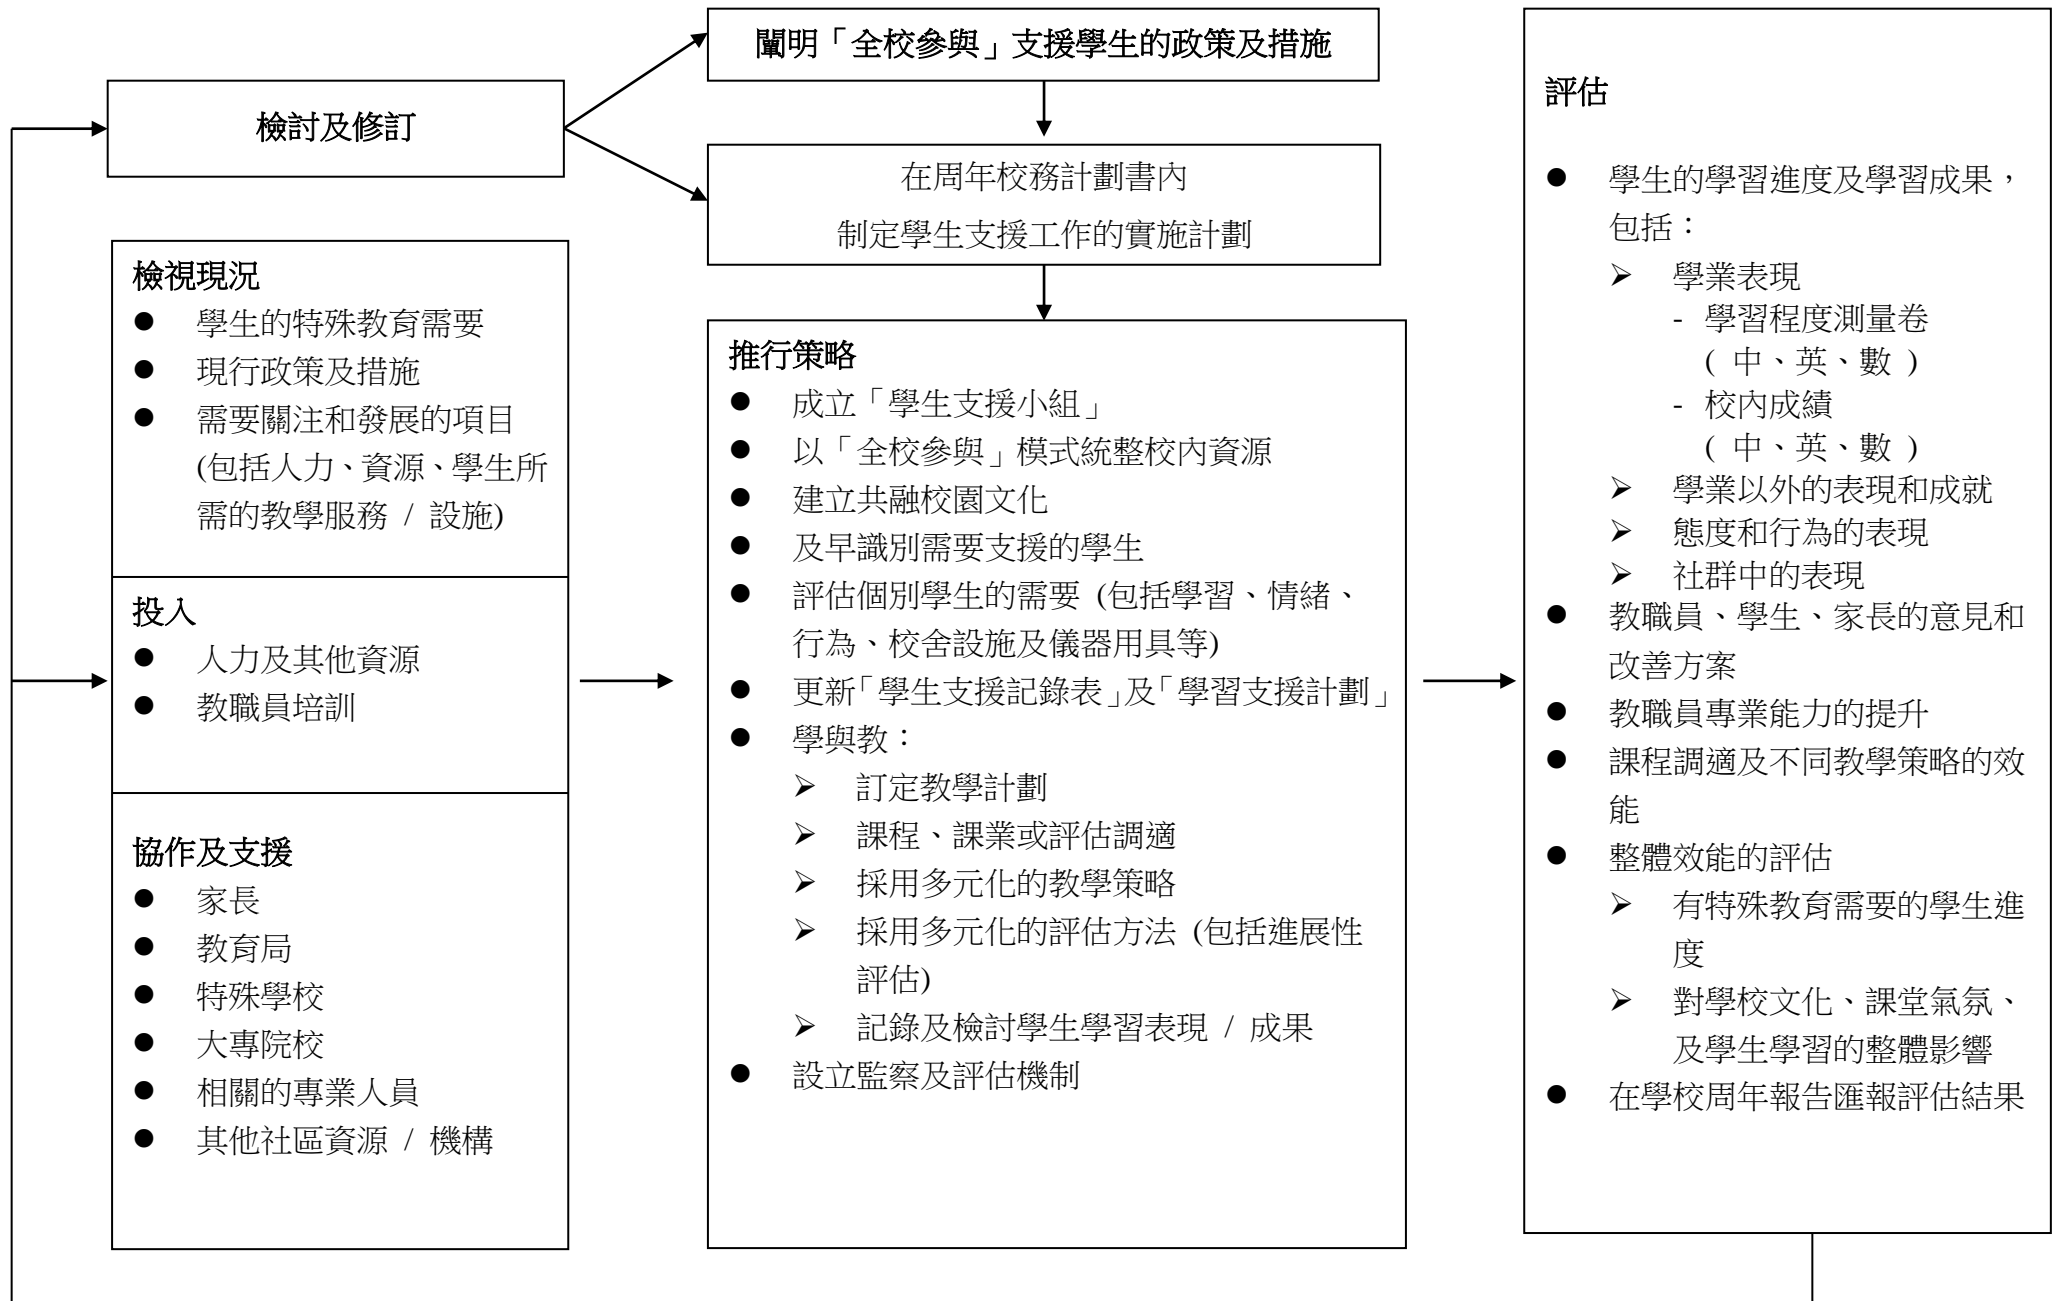 闡明「全校參與」支援學生的政策及措施
檢討及修訂
在周年校務計劃書內
制定學生支援工作的實施計劃
檢視現況
● 學生的特殊教育需要
● 現行政策及措施
● 需要關注和發展的項目
(包括人力、資源、學生所
需的教學服務 / 設施)
投入
● 人力及其他資源
● 教職員培訓
協作及支援
● 家長
● 教育局
● 特殊學校
● 大專院校
● 相關的專業人員
● 其他社區資源 / 機構
推行策略
● 成立「學生支援小組」
● 以「全校參與」模式統整校內資源
● 建立共融校園文化
● 及早識別需要支援的學生
● 評估個別學生的需要 (包括學習、情緒、
行為、校舍設施及儀器用具等)
● 更新「學生支援記錄表」及「學習支援計劃」
● 學與教：
➢ 訂定教學計劃
➢ 課程、課業或評估調適
➢ 採用多元化的教學策略
➢ 採用多元化的評估方法 (包括進展性
評估)
➢ 記錄及檢討學生學習表現 / 成果
● 設立監察及評估機制
評估
● 學生的學習進度及學習成果，
包括：
➢ 學業表現
- 學習程度測量卷
( 中、英、數 )
- 校內成績
( 中、英、數 )
➢ 學業以外的表現和成就
➢ 態度和行為的表現
➢ 社群中的表現
● 教職員、學生、家長的意見和
改善方案
● 教職員專業能力的提升
● 課程調適及不同教學策略的效
能
● 整體效能的評估
➢ 有特殊教育需要的學生進
度
➢ 對學校文化、課堂氣氛、
及學生學習的整體影響
● 在學校周年報告匯報評估結果